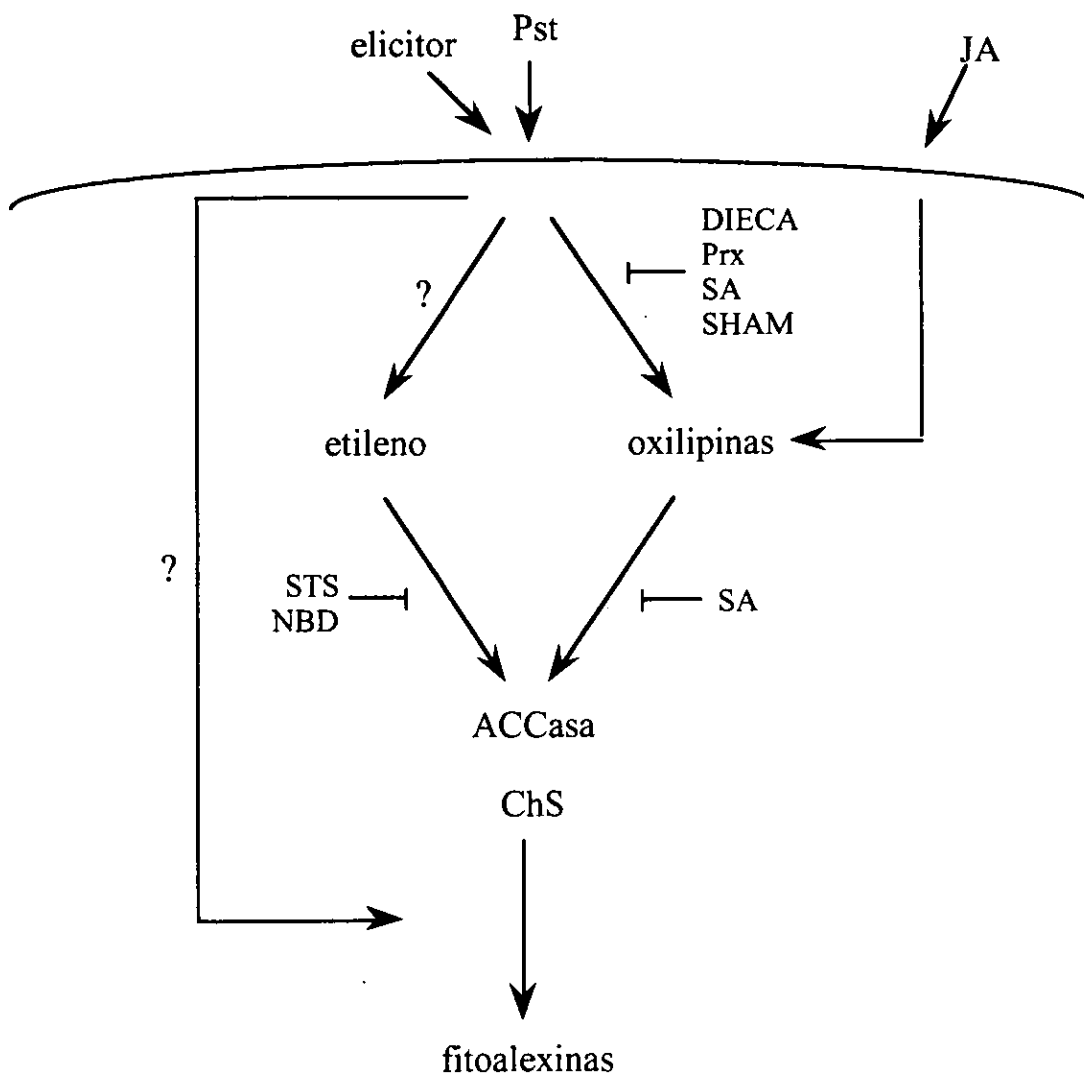 elicitor
Pst
JA
DIECA
Prx
SA
SHAM
?
etileno
oxilipinas
?
STS
NBD
SA
ACCasa
ChS
fitoalexinas